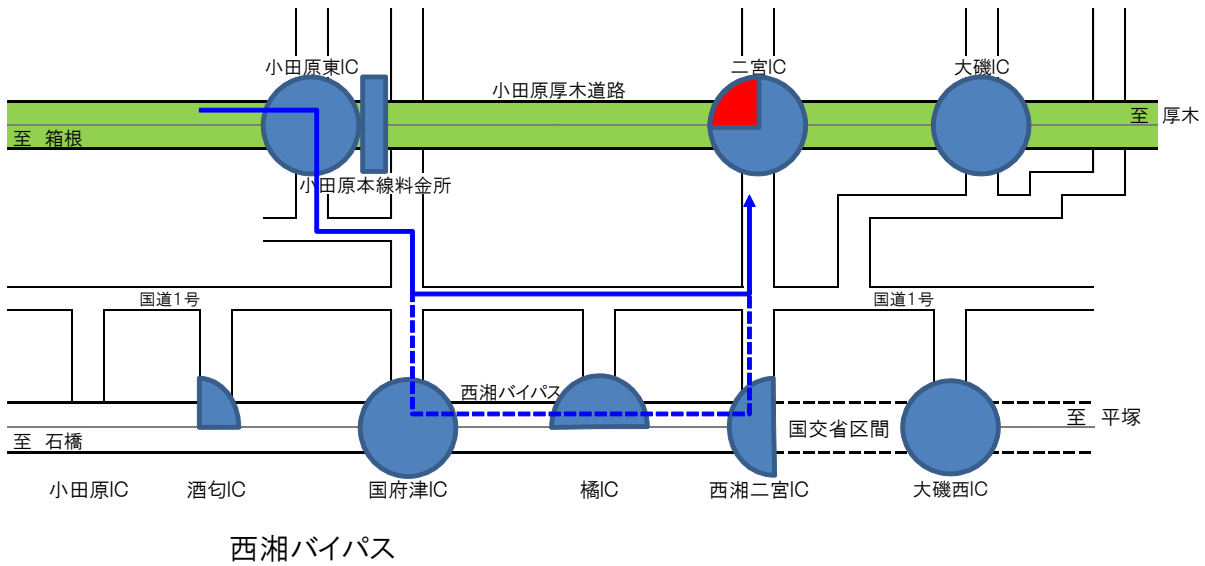 小田原東IC
二宮IC
大磯IC
小田原厚木道路
至 厚木
至 箱根
小田原本線料金所
国道1号
国道1号
西湘バイパス
国交省区間
至 平塚
至 石橋
小田原IC
酒匂IC
国府津IC
橘IC
西湘二宮IC
大磯西IC
西湘バイパス